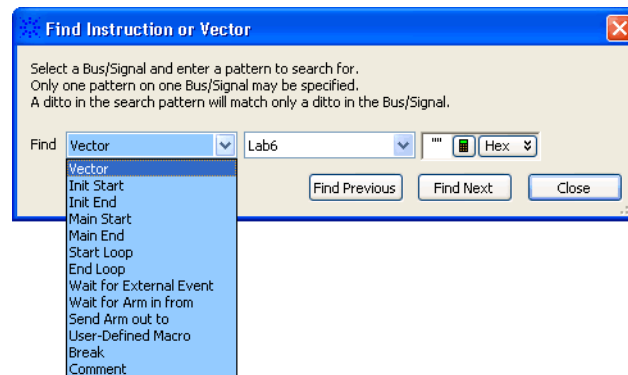 Find Instruction or Vector
Select a Bus/Signal and enter a pattern to search for.
Only one pattern on one Bus/Signal may be specified.
A ditto in the search pattern will match only a ditto in the Bus/Signal.
Find Vector Lab6 "" Hex
Vector
Init Start
Init End
Main Start
Main End
Start Loop
End Loop
Wait for External Event
Wait for Arm in from
Send Arm out to
User-Defined Macro
Break
Comment
Find Previous Find Next Close